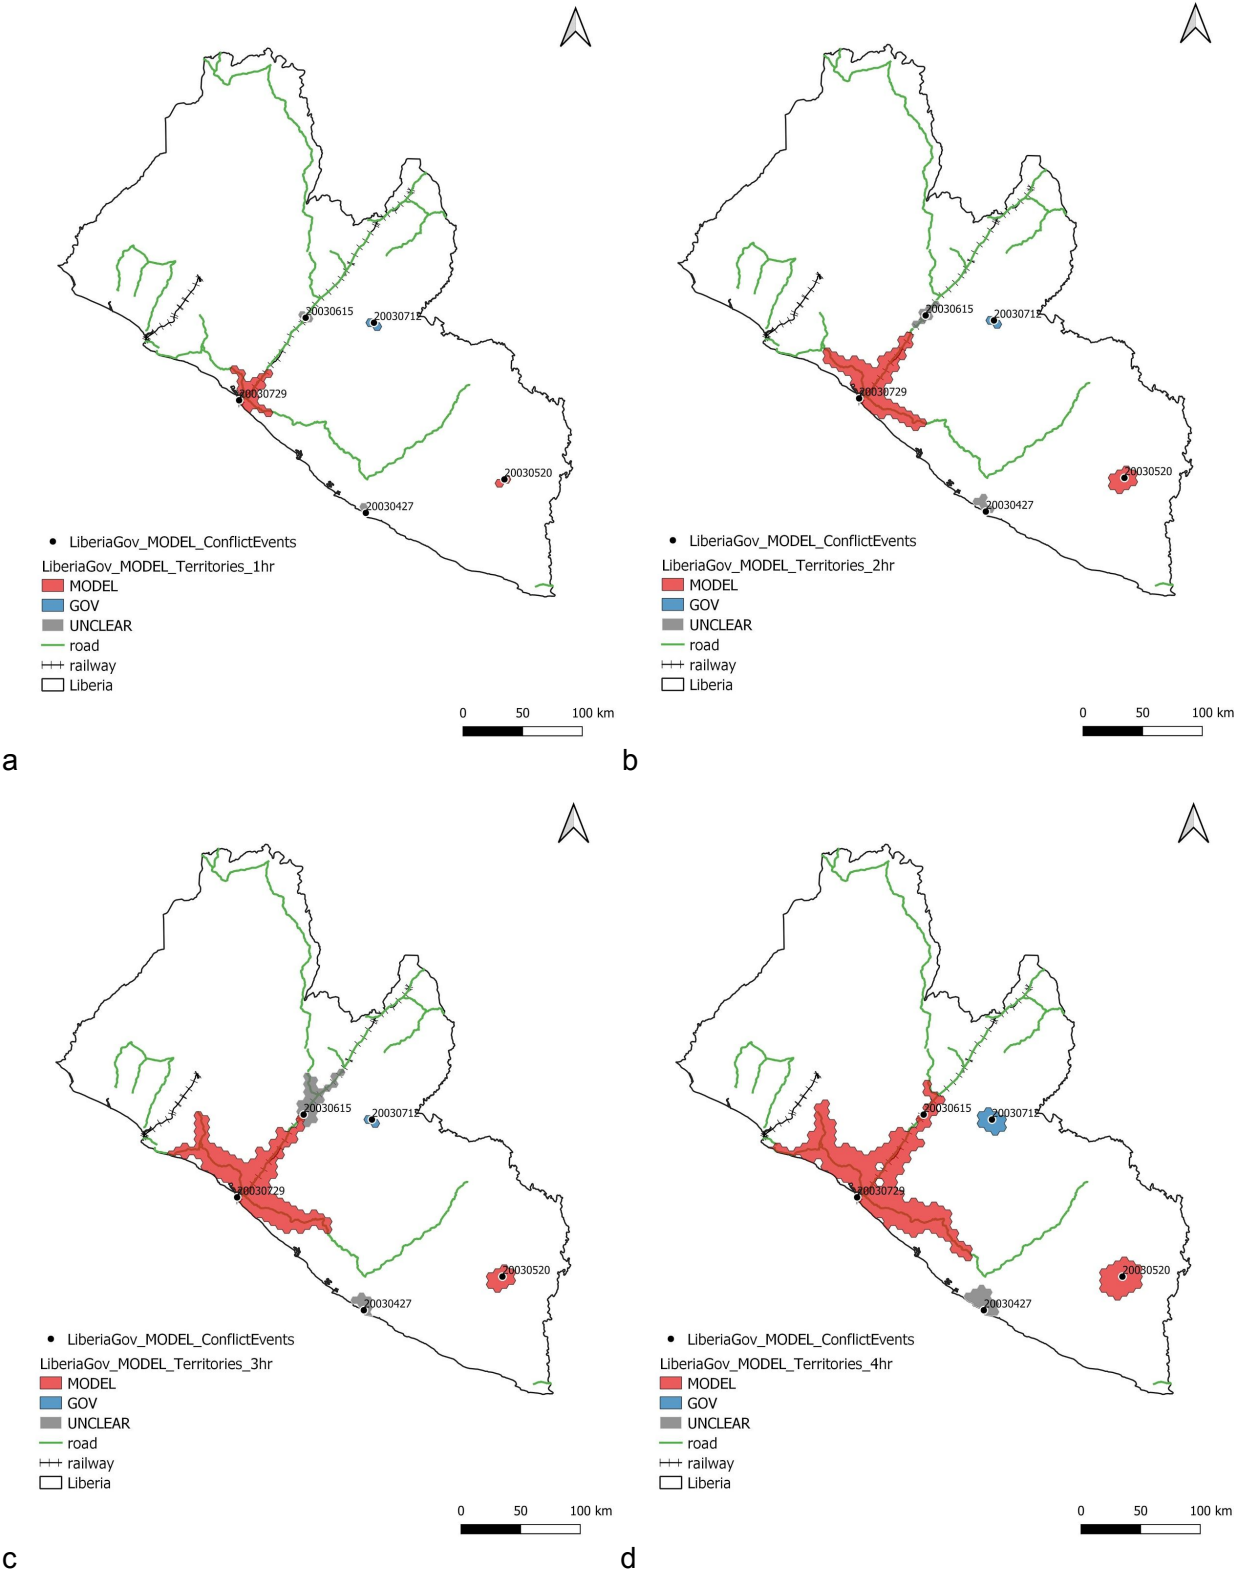 20030615
20030712
20030729
20030520
20030427
LiberiaGov_MODEL_ConflictEvents
LiberiaGov_MODEL_Territories_1hr
MODEL
GOV
UNCLEAR
road
railway
Liberia
0 50 100 km
a
20030615
20030712
20030729
20030520
20030427
LiberiaGov_MODEL_ConflictEvents
LiberiaGov_MODEL_Territories_2hr
MODEL
GOV
UNCLEAR
road
railway
Liberia
0 50 100 km
b
20030615
20030712
20030729
20030520
20030427
LiberiaGov_MODEL_ConflictEvents
LiberiaGov_MODEL_Territories_3hr
MODEL
GOV
UNCLEAR
road
railway
Liberia
0 50 100 km
c
20030615
20030712
20030729
20030520
20030427
LiberiaGov_MODEL_ConflictEvents
LiberiaGov_MODEL_Territories_4hr
MODEL
GOV
UNCLEAR
road
railway
Liberia
0 50 100 km
d